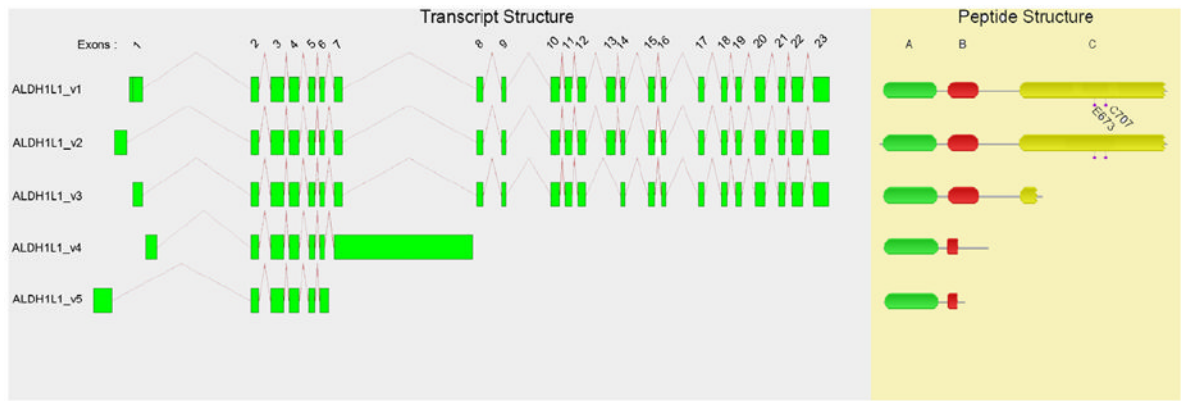 Transcript Structure
Peptide Structure
Exons : 1 2 3 4 5 6 7 8 9 10 11 12 13 14 15 16 17 18 19 20 21 22 23
A B C
ALDH1L1_v1
E673 C707
ALDH1L1_v2
ALDH1L1_v3
ALDH1L1_v4
ALDH1L1_v5